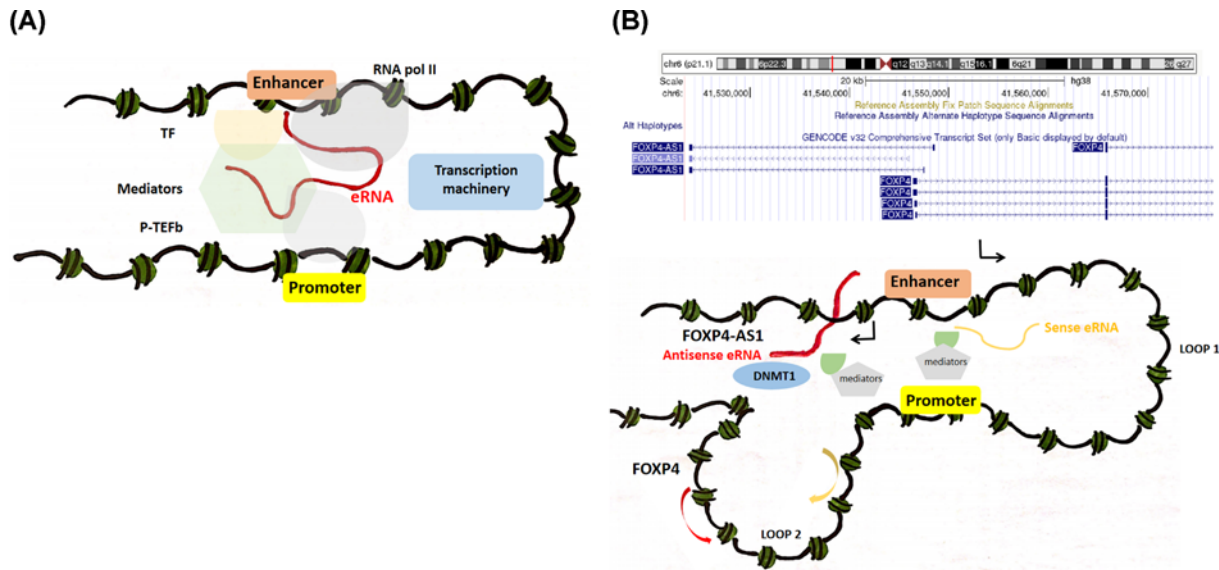 (A)
Enhancer
RNA pol II
TF
Mediators
eRNA
Transcription
machinery
P-TEFb
Promoter
(B)
chr6 (p21.1) 6p22.3 q12 q13 q14.1 q15 16.1 6q21 q27
Scale 20 kb hg38
chr6: 41,530,000 41,540,000 41,550,000 41,560,000 41,570,000
Reference Assembly Fix Patch Sequence Alignments
Reference Assembly Alternate Haplotype Sequence Alignments
Alt Haplotypes
GENCODE v32 Comprehensive Transcript Set (only Basic displayed by default)
FOXP4-AS1 FOXP4
FOXP4-AS1
FOXP4-AS1
FOXP4
FOXP4
FOXP4
FOXP4
Enhancer
FOXP4-AS1
Antisense eRNA
Sense eRNA
LOOP 1
DNMT1
mediators
mediators
Promoter
FOXP4
LOOP 2